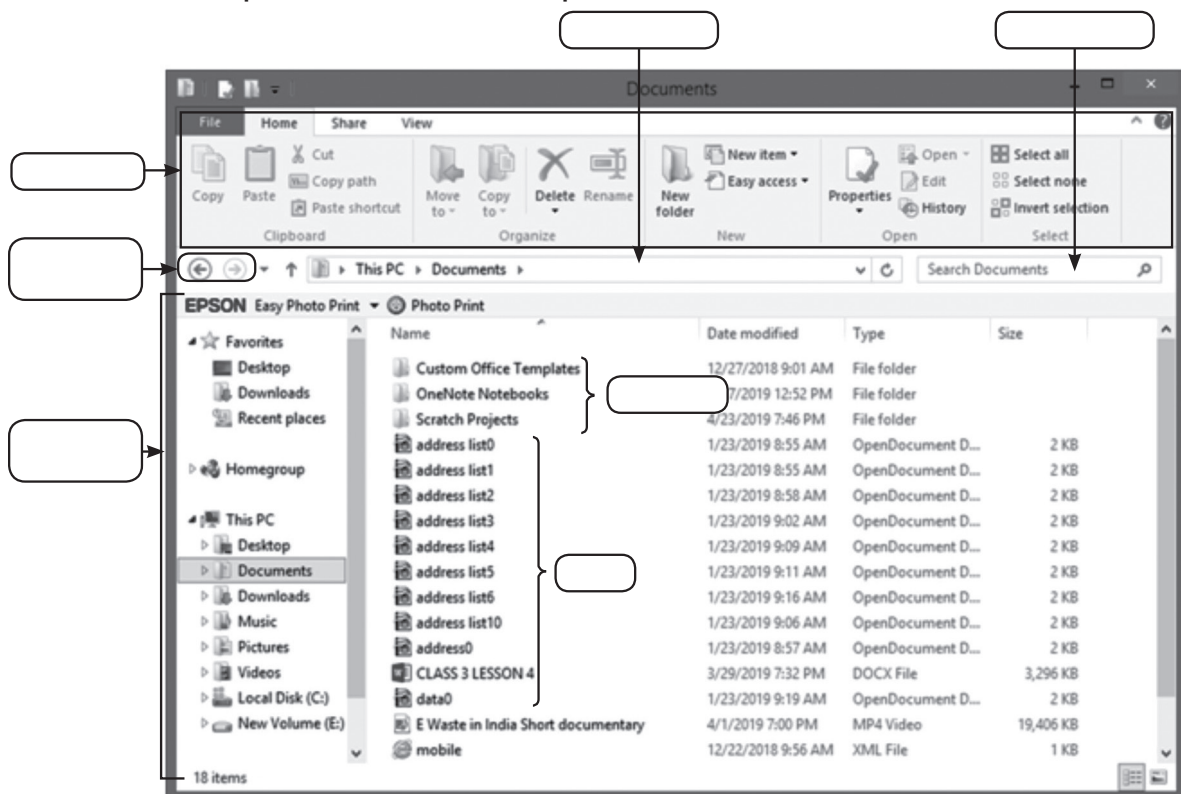 Documents
File Home Share View
Copy
Paste
Cut
Copy path
Paste shortcut
Clipboard
Move to
Copy to
Delete
Rename
Organize
New folder
New item
Easy access
New
Properties
Open
Edit
History
Open
Select all
Select none
Invert selection
Select
This PC Documents
Search Documents
EPSON Easy Photo Print Photo Print
Favorites
Desktop
Downloads
Recent places
Homegroup
This PC
Desktop
Documents
Downloads
Music
Pictures
Videos
Local Disk (C:)
New Volume (E:)
Name Date modified Type Size
Custom Office Templates 12/27/2018 9:01 AM File folder
OneNote Notebooks 7/2019 12:52 PM File folder
Scratch Projects 4/23/2019 7:46 PM File folder
address list0 1/23/2019 8:55 AM OpenDocument D... 2 KB
address list1 1/23/2019 8:55 AM OpenDocument D... 2 KB
address list2 1/23/2019 8:58 AM OpenDocument D... 2 KB
address list3 1/23/2019 9:02 AM OpenDocument D... 2 KB
address list4 1/23/2019 9:09 AM OpenDocument D... 2 KB
address list5 1/23/2019 9:11 AM OpenDocument D... 2 KB
address list6 1/23/2019 9:16 AM OpenDocument D... 2 KB
address list10 1/23/2019 9:06 AM OpenDocument D... 2 KB
address0 1/23/2019 8:57 AM OpenDocument D... 2 KB
CLASS 3 LESSON 4 3/29/2019 7:32 PM DOCX File 3,296 KB
data0 1/23/2019 9:19 AM OpenDocument D... 2 KB
E Waste in India Short documentary 4/1/2019 7:00 PM MP4 Video 19,406 KB
mobile 12/22/2018 9:56 AM XML File 1 KB
18 items